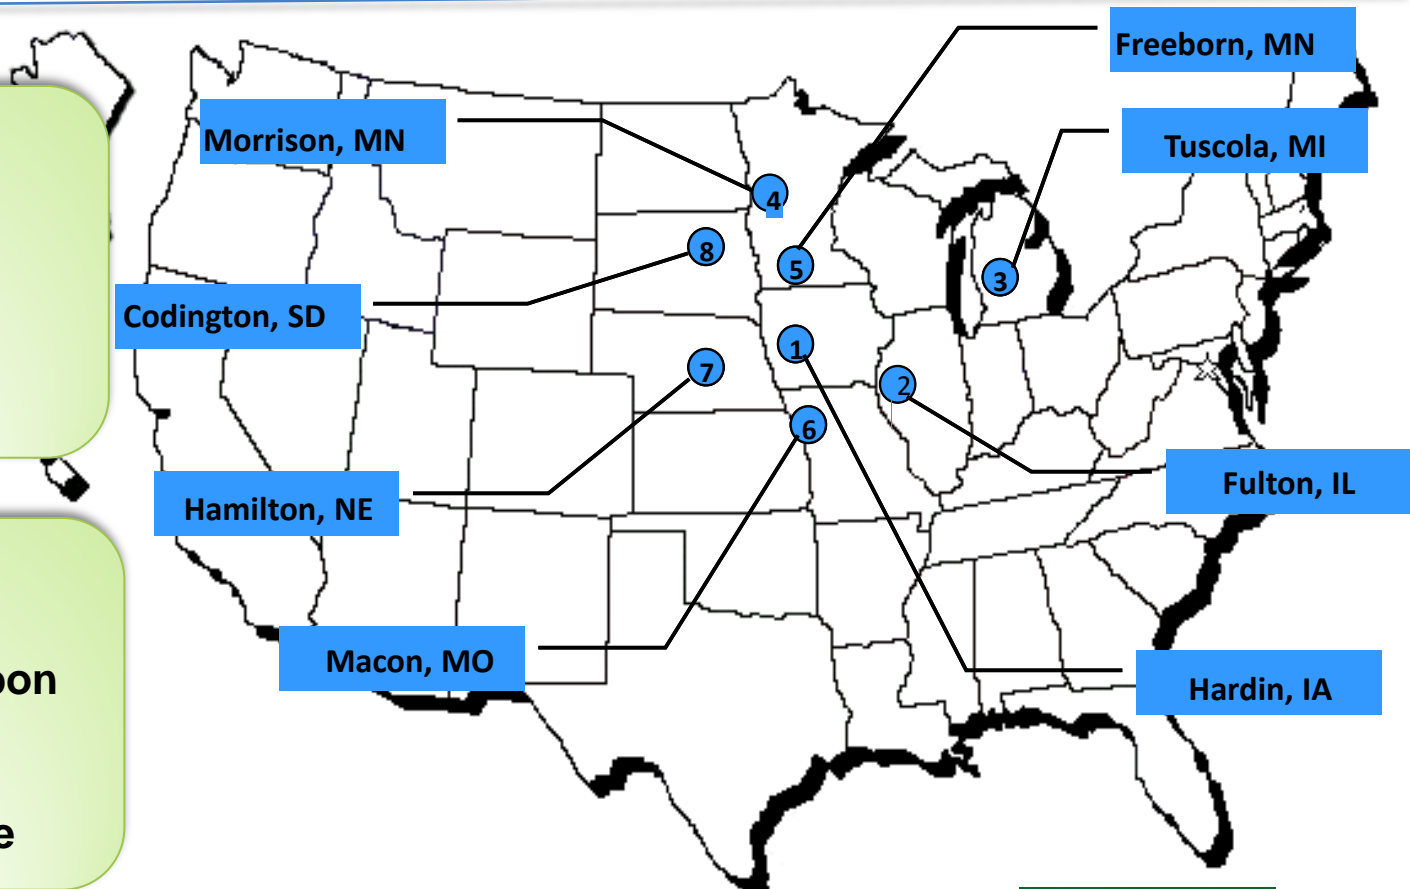 Freeborn, MN
Morrison, MN
Tuscola, MI
4
8
5
3
Codington, SD
1
7
2
6
Fulton, IL
Hamilton, NE
Macon, MO
Hardin, IA
e